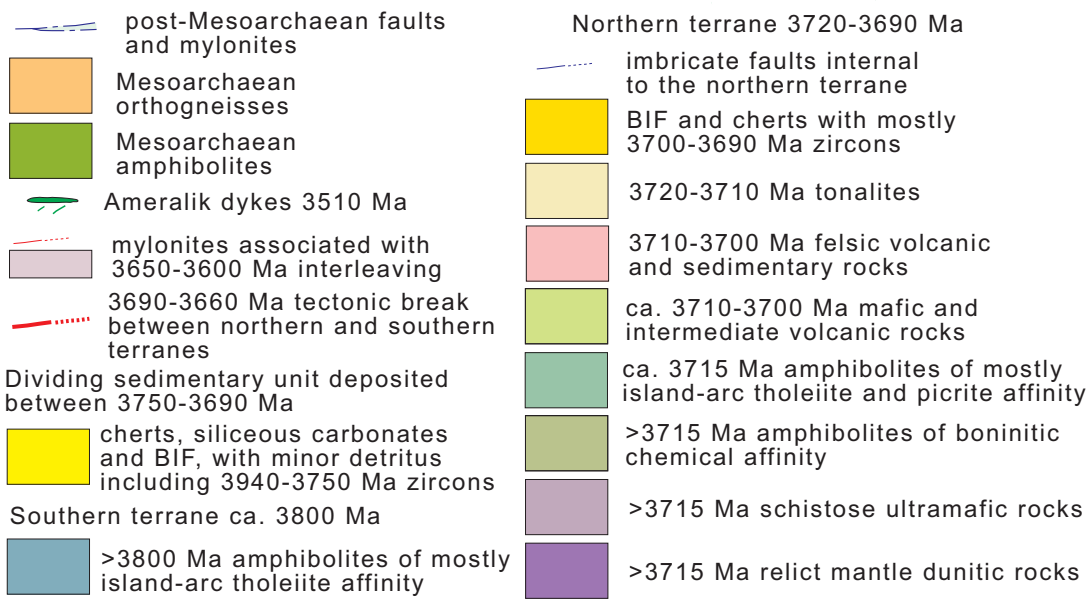 post-Mesoarchaean faults
and mylonites
Mesoarchaean
orthogneisses
Mesoarchaean
amphibolites
Ameralik dykes 3510 Ma
mylonites associated with
3650-3600 Ma interleaving
3690-3660 Ma tectonic break
between northern and southern
terranes
Dividing sedimentary unit deposited
between 3750-3690 Ma
cherts, siliceous carbonates
and BIF, with minor detritus
including 3940-3750 Ma zircons
Southern terrane ca. 3800 Ma
>3800 Ma amphibolites of mostly
island-arc tholeiite affinity
Northern terrane 3720-3690 Ma
imbricate faults internal
to the northern terrane
BIF and cherts with mostly
3700-3690 Ma zircons
3720-3710 Ma tonalites
3710-3700 Ma felsic volcanic
and sedimentary rocks
ca. 3710-3700 Ma mafic and
intermediate volcanic rocks
ca. 3715 Ma amphibolites of mostly
island-arc tholeiite and picrite affinity
>3715 Ma amphibolites of boninitic
chemical affinity
>3715 Ma schistose ultramafic rocks
>3715 Ma relict mantle dunitic rocks